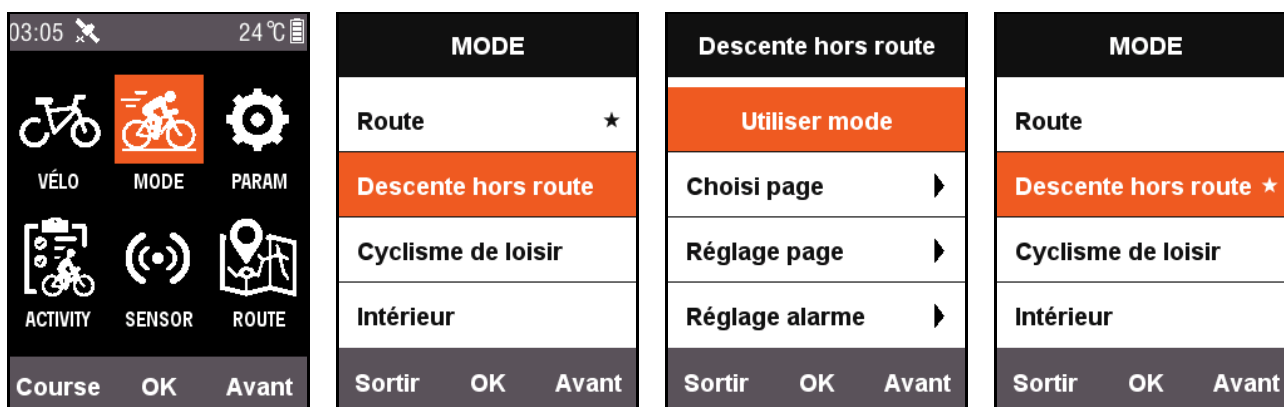 03:05 24℃
VÉLO MODE PARAM
ACTIVITY SENSOR ROUTE
Course OK Avant
MODE
Route ★
Descente hors route
Cyclisme de loisir
Intérieur
Sortir OK Avant
Descente hors route
Utiliser mode
Choisi page
Réglage page
Réglage alarme
Sortir OK Avant
MODE
Route
Descente hors route ★
Cyclisme de loisir
Intérieur
Sortir OK Avant